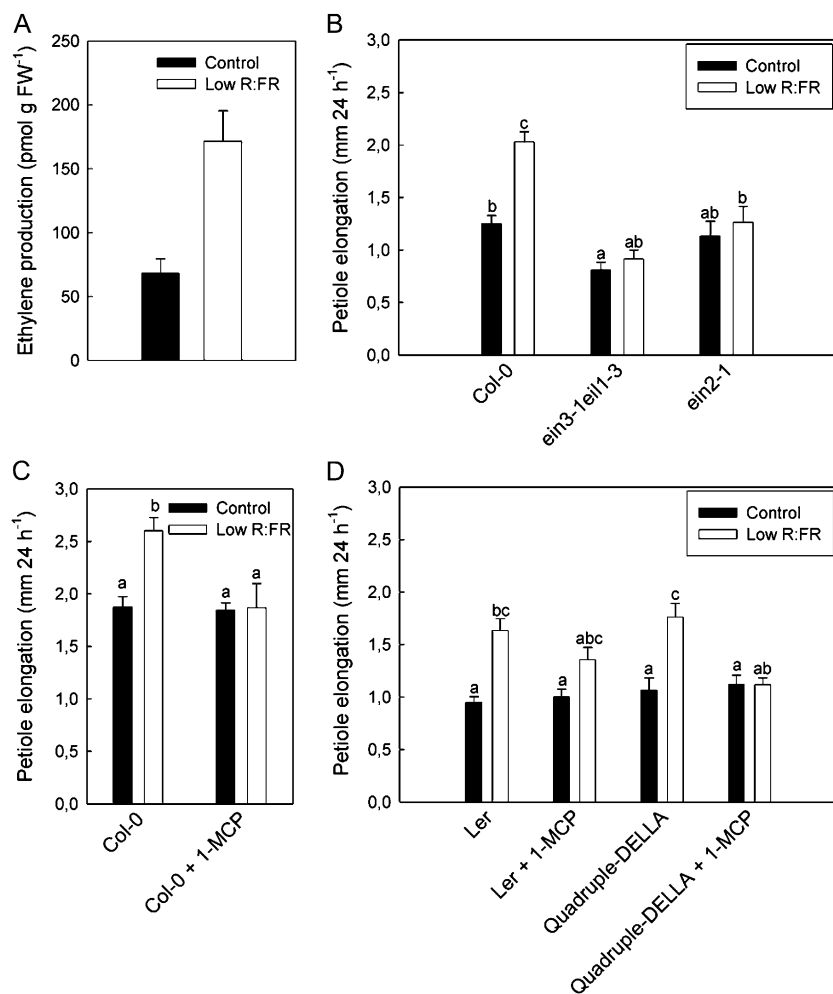 A
Ethylene production (pmol g FW⁻¹)
250
200
150
100
50
0
Control
Low R:FR
B
Petiole elongation (mm 24 h⁻¹)
3,0
2,5
2,0
1,5
1,0
0,5
0,0
Control
Low R:FR
b
c
a
ab
ab
b
Col-0
ein3-1eil1-3
ein2-1
C
Petiole elongation (mm 24 h⁻¹)
3,0
2,5
2,0
1,5
1,0
0,5
0,0
Control
Low R:FR
a
b
a
a
Col-0
Col-0 + 1-MCP
D
Petiole elongation (mm 24 h⁻¹)
3,0
2,5
2,0
1,5
1,0
0,5
0,0
Control
Low R:FR
a
bc
a
abc
a
c
a
ab
Ler
Ler + 1-MCP
Quadruple-DELLA
Quadruple-DELLA + 1-MCP